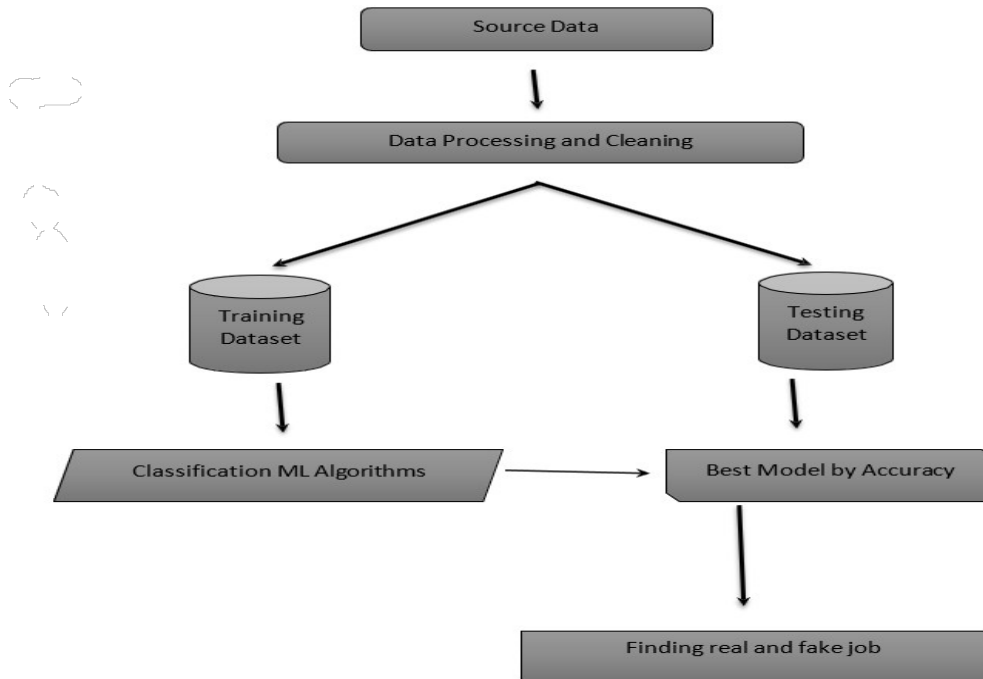 Source Data
Data Processing and Cleaning
Training
Dataset
Testing
Dataset
Classification ML Algorithms
Best Model by Accuracy
Finding real and fake job